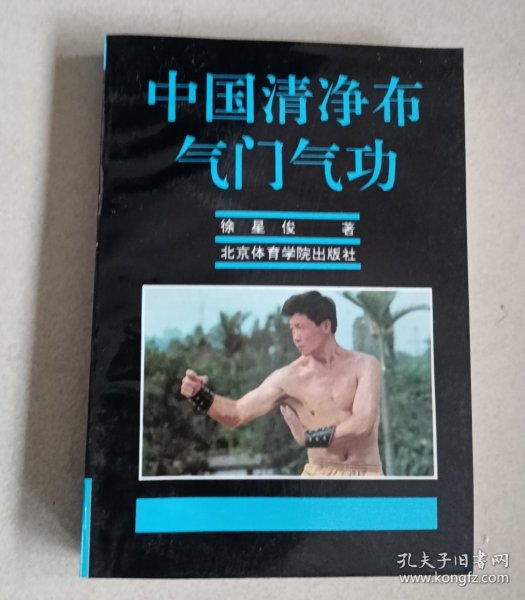 中国清净布
气门气功
徐星俊 著
北京体育学院出版社
孔夫子旧书网
www.kongfz.com